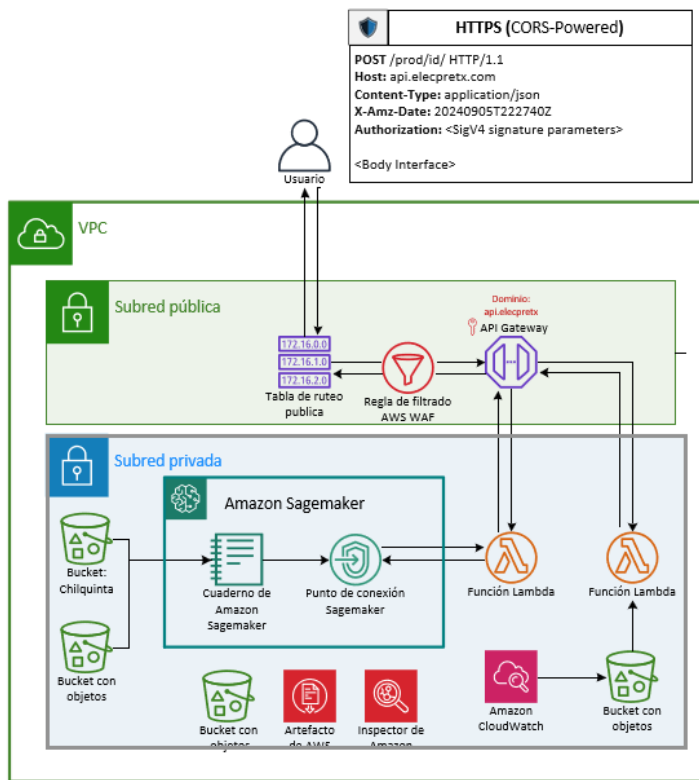 HTTPS (CORS-Powered)
POST /prod/id/ HTTP/1.1
Host: api.elecpretx.com
Content-Type: application/json
X-Amz-Date: 20240905T222740Z
Authorization: <SigV4 signature parameters>
<Body Interface>
Usuario
VPC
Subred pública
Dominio:
api.elecpretx
API Gateway
172.16.0.0
172.16.1.0
172.16.2.0
Tabla de ruteo
publica
Regla de filtrado
AWS WAF
Subred privada
Amazon Sagemaker
Bucket:
Chilquinta
Cuaderno de
Amazon
Sagemaker
Punto de conexión
Sagemaker
Función Lambda
Función Lambda
Bucket con
objetos
Bucket con
objetos
Artefacto
de AWS
Inspector de
Amazon
Amazon
CloudWatch
Bucket con
objetos